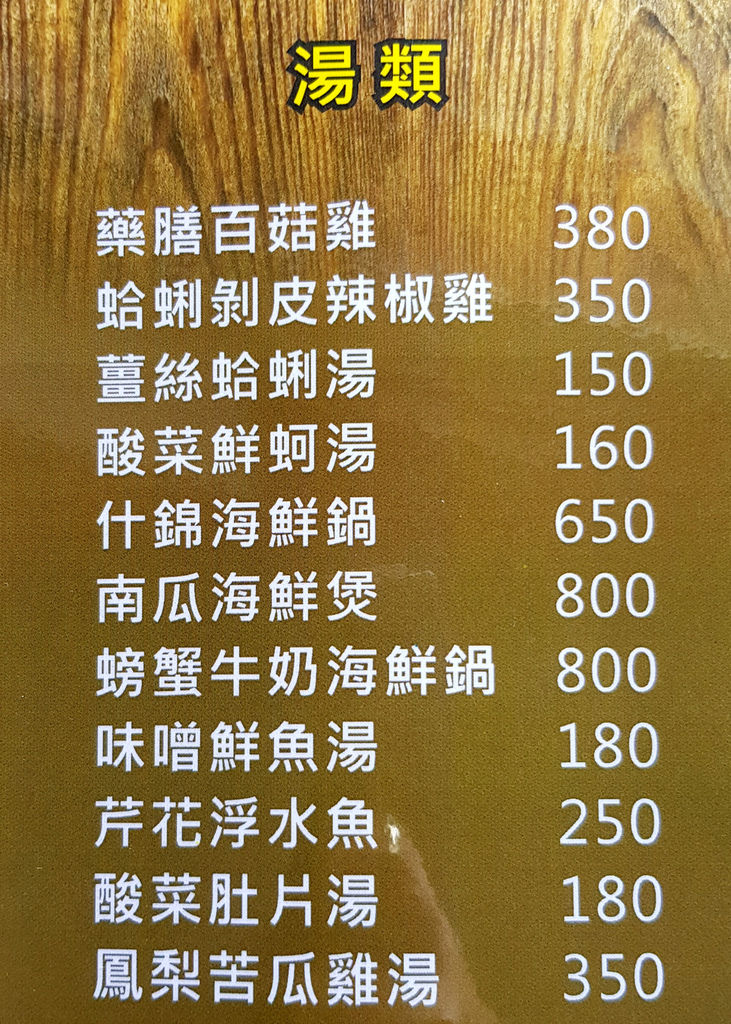 湯類
藥膳百菇雞 380
蛤蜊剝皮辣椒雞 350
薑絲蛤蜊湯 150
酸菜鮮蚵湯 160
什錦海鮮鍋 650
南瓜海鮮煲 800
螃蟹牛奶海鮮鍋 800
味噌鮮魚湯 180
芹花浮水魚 250
酸菜肚片湯 180
鳳梨苦瓜雞湯 350